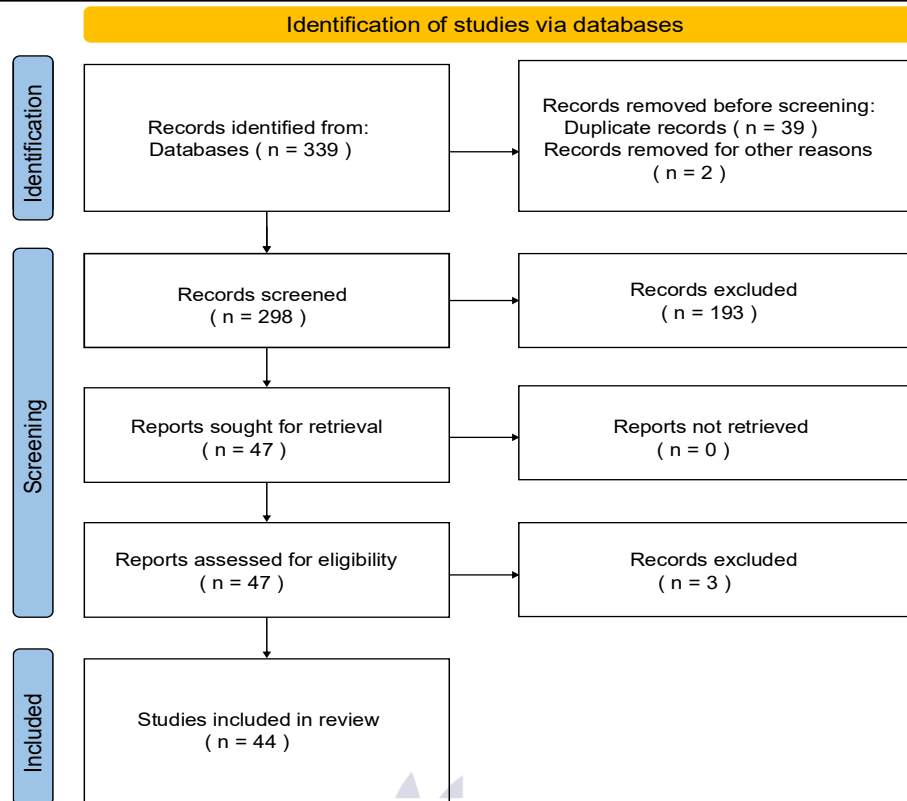 Identification of studies via databases
Identification
Records identified from:
Databases ( n = 339 )
Records removed before screening:
Duplicate records ( n = 39 )
Records removed for other reasons
( n = 2 )
Screening
Records screened
( n = 298 )
Records excluded
( n = 193 )
Reports sought for retrieval
( n = 47 )
Reports not retrieved
( n = 0 )
Reports assessed for eligibility
( n = 47 )
Records excluded
( n = 3 )
Included
Studies included in review
( n = 44 )